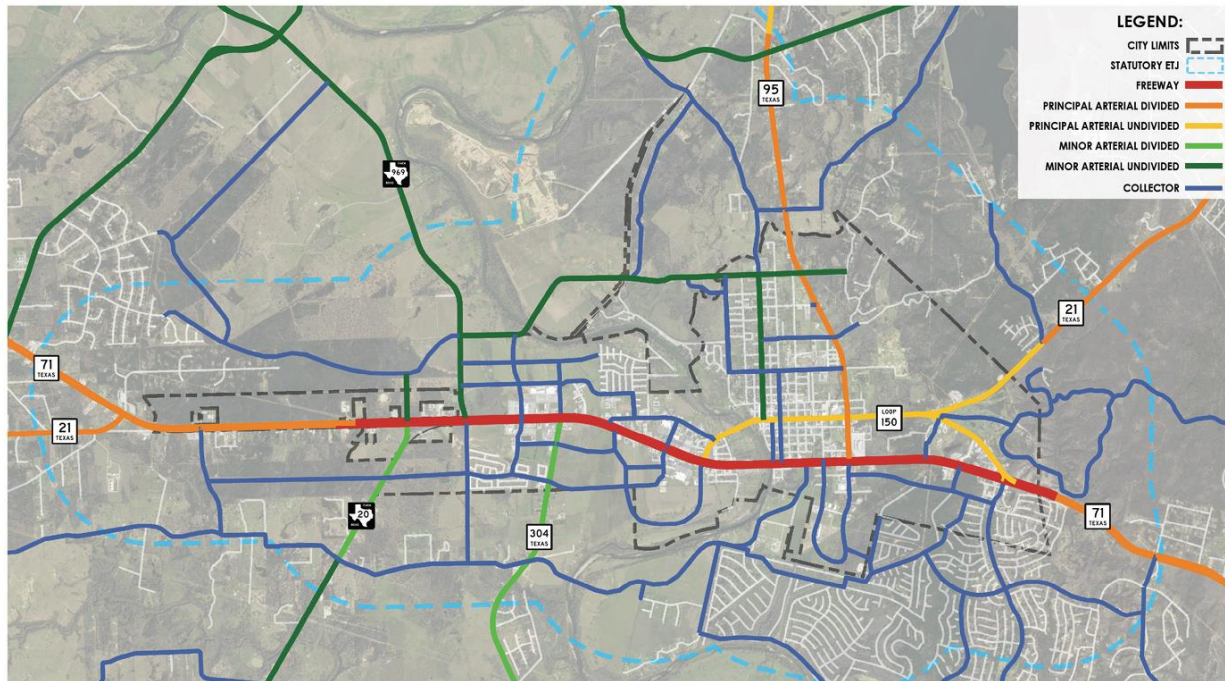 LEGEND:
CITY LIMITS
STATUTORY ETJ
FREEWAY
PRINCIPAL ARTERIAL DIVIDED
PRINCIPAL ARTERIAL UNDIVIDED
MINOR ARTERIAL DIVIDED
MINOR ARTERIAL UNDIVIDED
COLLECTOR
95
TEXAS
969
21
TEXAS
71
TEXAS
21
TEXAS
LOOP
150
20
304
TEXAS
71
TEXAS